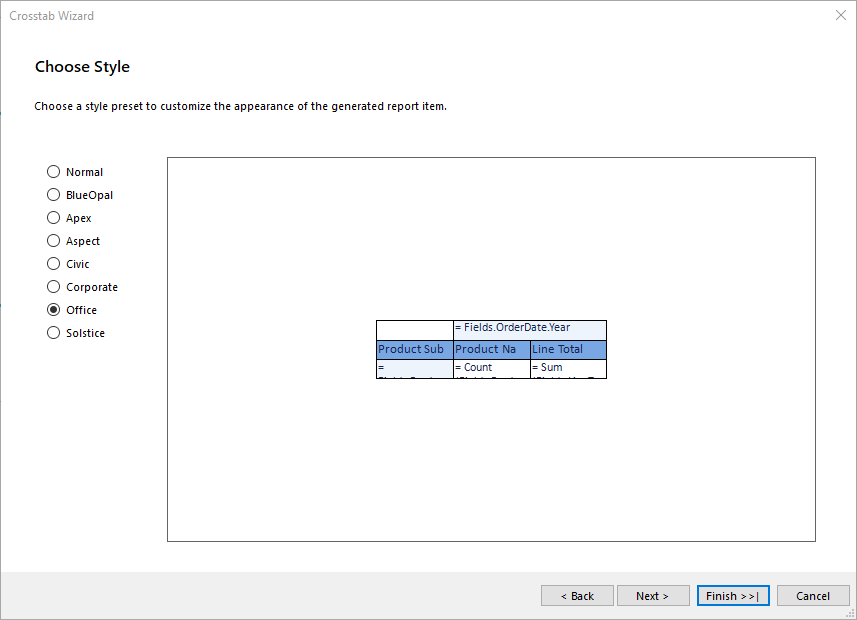 Crosstab Wizard
Choose Style
Choose a style preset to customize the appearance of the generated report item.
Normal
BlueOpal
Apex
Aspect
Civic
Corporate
Office
Solstice
= Fields.OrderDate.Year
Product Sub Product Na Line Total
= = Count = Sum
< Back Next > Finish >>| Cancel